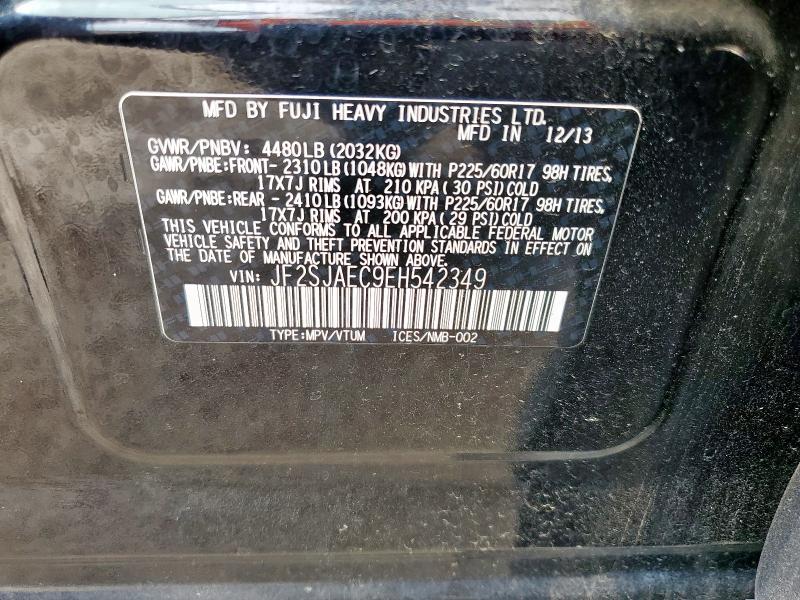 MFD BY FUJI HEAVY INDUSTRIES LTD.
MFD IN 12/13
GVWR/PNBV: 4480LB (2032KG)
GAWR/PNBE:FRONT- 2310LB (1048KG) WITH P225/60R17 98H TIRES,
17X7J RIMS AT 210 KPA ( 30 PSI) COLD
GAWR/PNBE:REAR - 2410LB (1093KG) WITH P225/60R17 98H TIRES,
17X7J RIMS AT 200 KPA ( 29 PSI) COLD
THIS VEHICLE CONFORMS TO ALL APPLICABLE FEDERAL MOTOR
VEHICLE SAFETY AND THEFT PREVENTION STANDARDS IN EFFECT ON
THE DATE OF MANUFACTURE SHOWN ABOVE.
VIN: JF2SJAEC9EH542349
TYPE:MPV/VTUM ICES/NMB-002